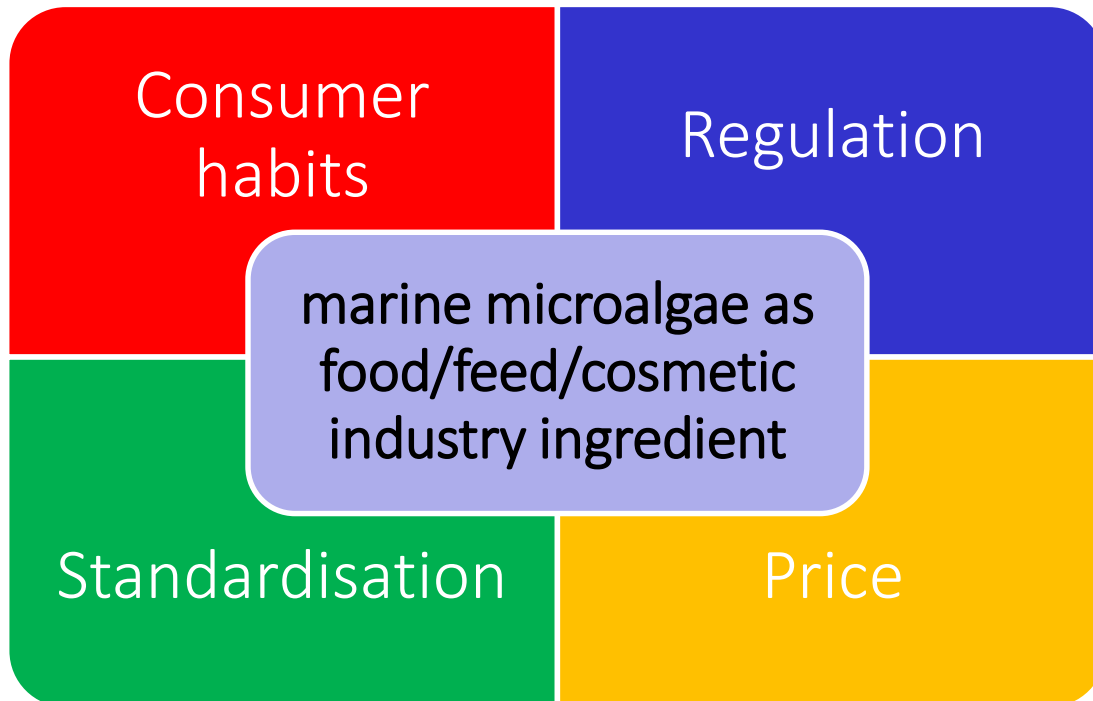 Consumer
habits
Regulation
marine microalgae as
food/feed/cosmetic
industry ingredient
Standardisation
Price